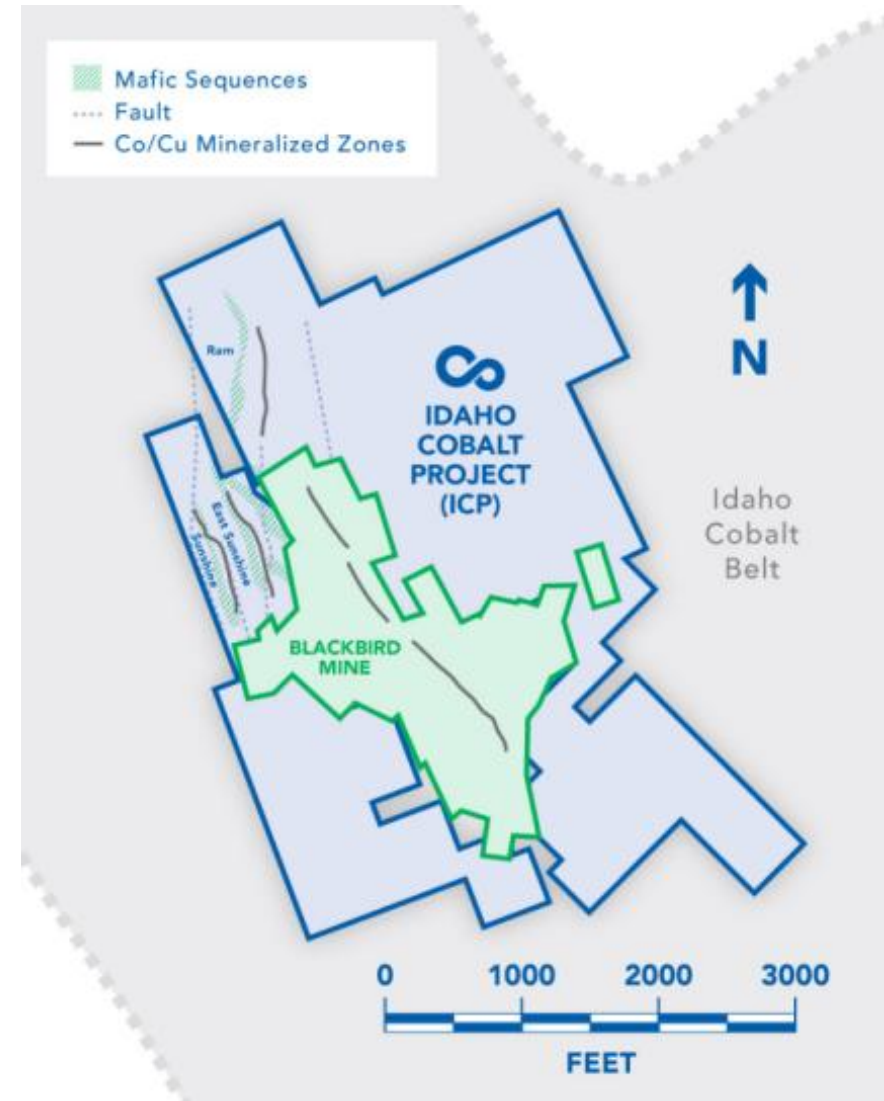 Mafic Sequences
Fault
Co/Cu Mineralized Zones
N
Ram
IDAHO
COBALT
PROJECT
(ICP)
Idaho
Cobalt
Belt
East Sunshine
Sunshine
BLACKBIRD
MINE
0 1000 2000 3000
FEET